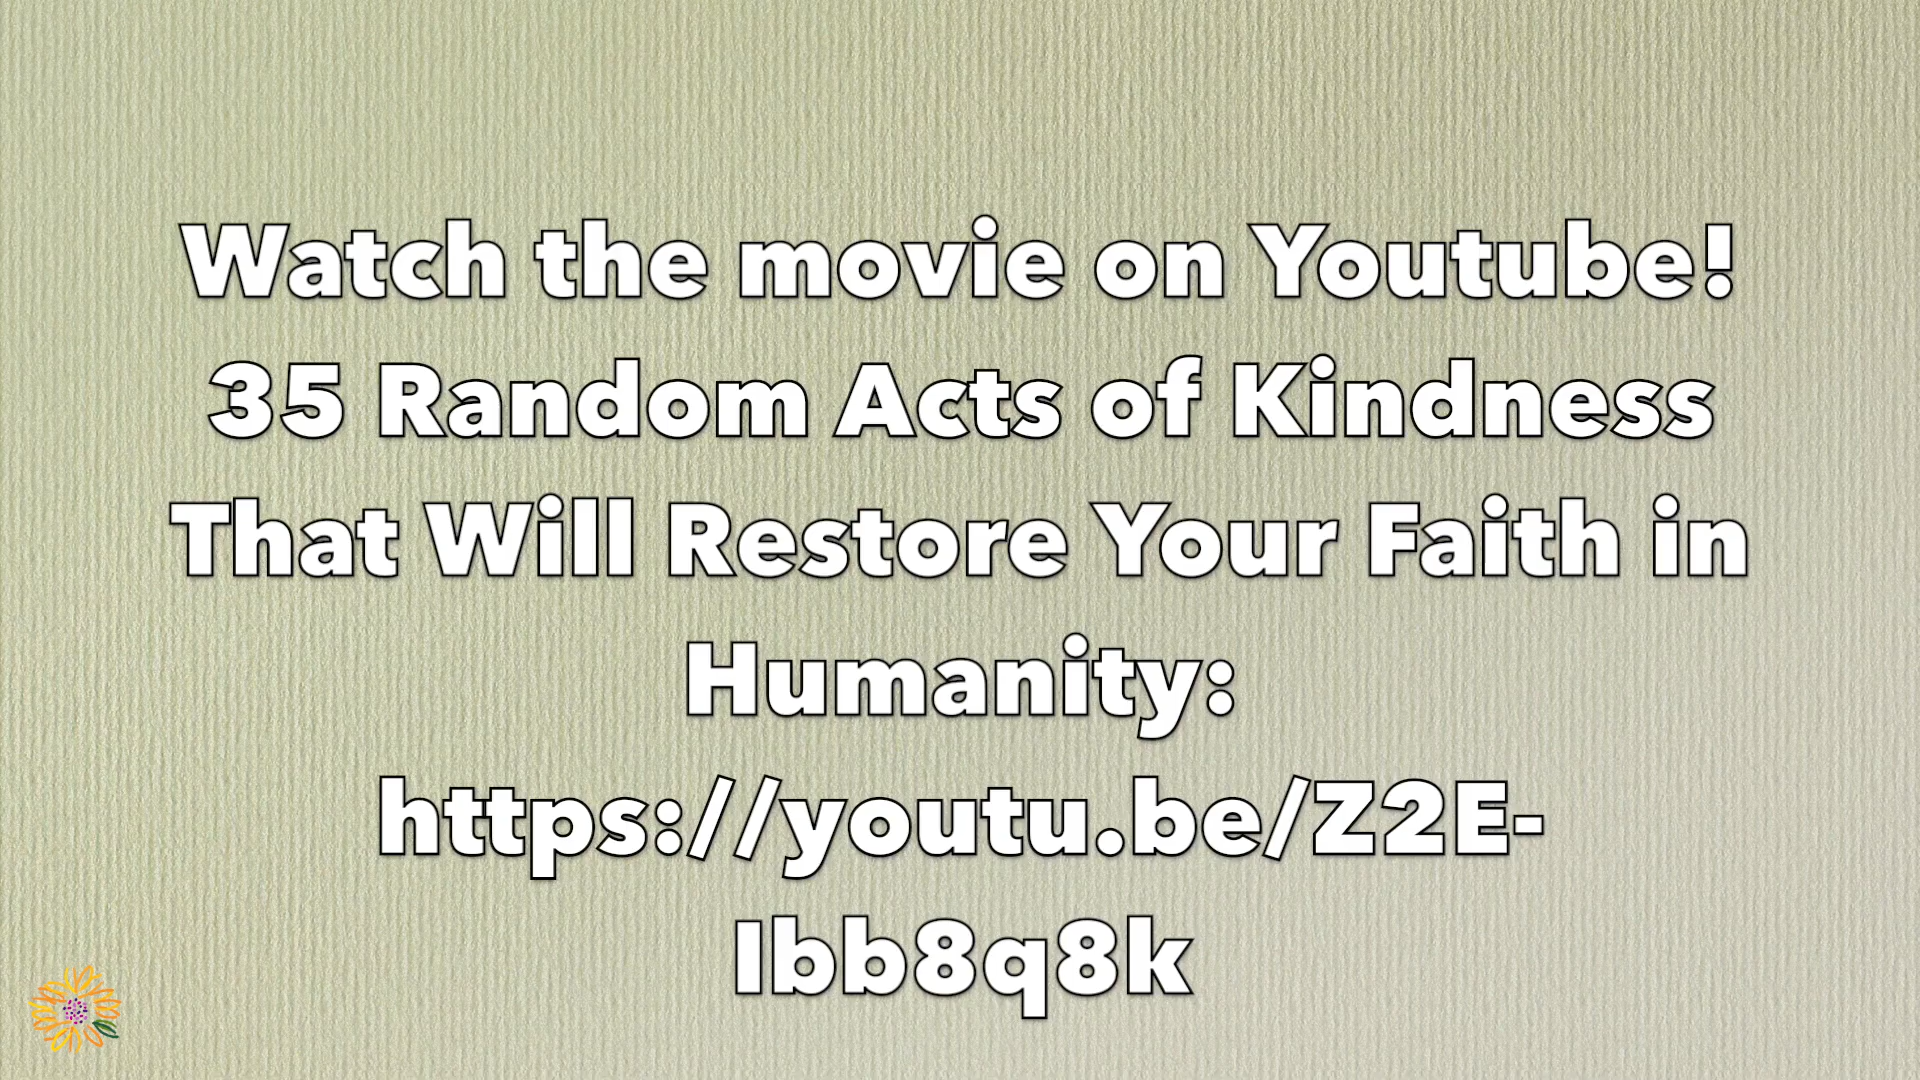 Watch the movie on Youtube!
35 Random Acts of Kindness
That Will Restore Your Faith in
Humanity:
https://youtu.be/Z2E-
Ibb8q8k